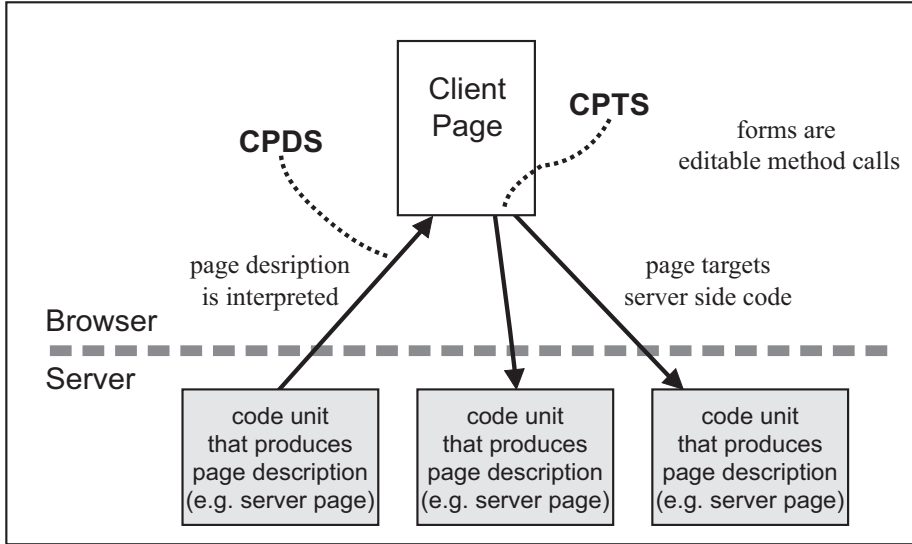 Client
Page
CPTS
CPDS
forms are
editable method calls
page desription
is interpreted
page targets
server side code
Browser
Server
code unit
that produces
page description
(e.g. server page)
code unit
that produces
page description
(e.g. server page)
code unit
that produces
page description
(e.g. server page)